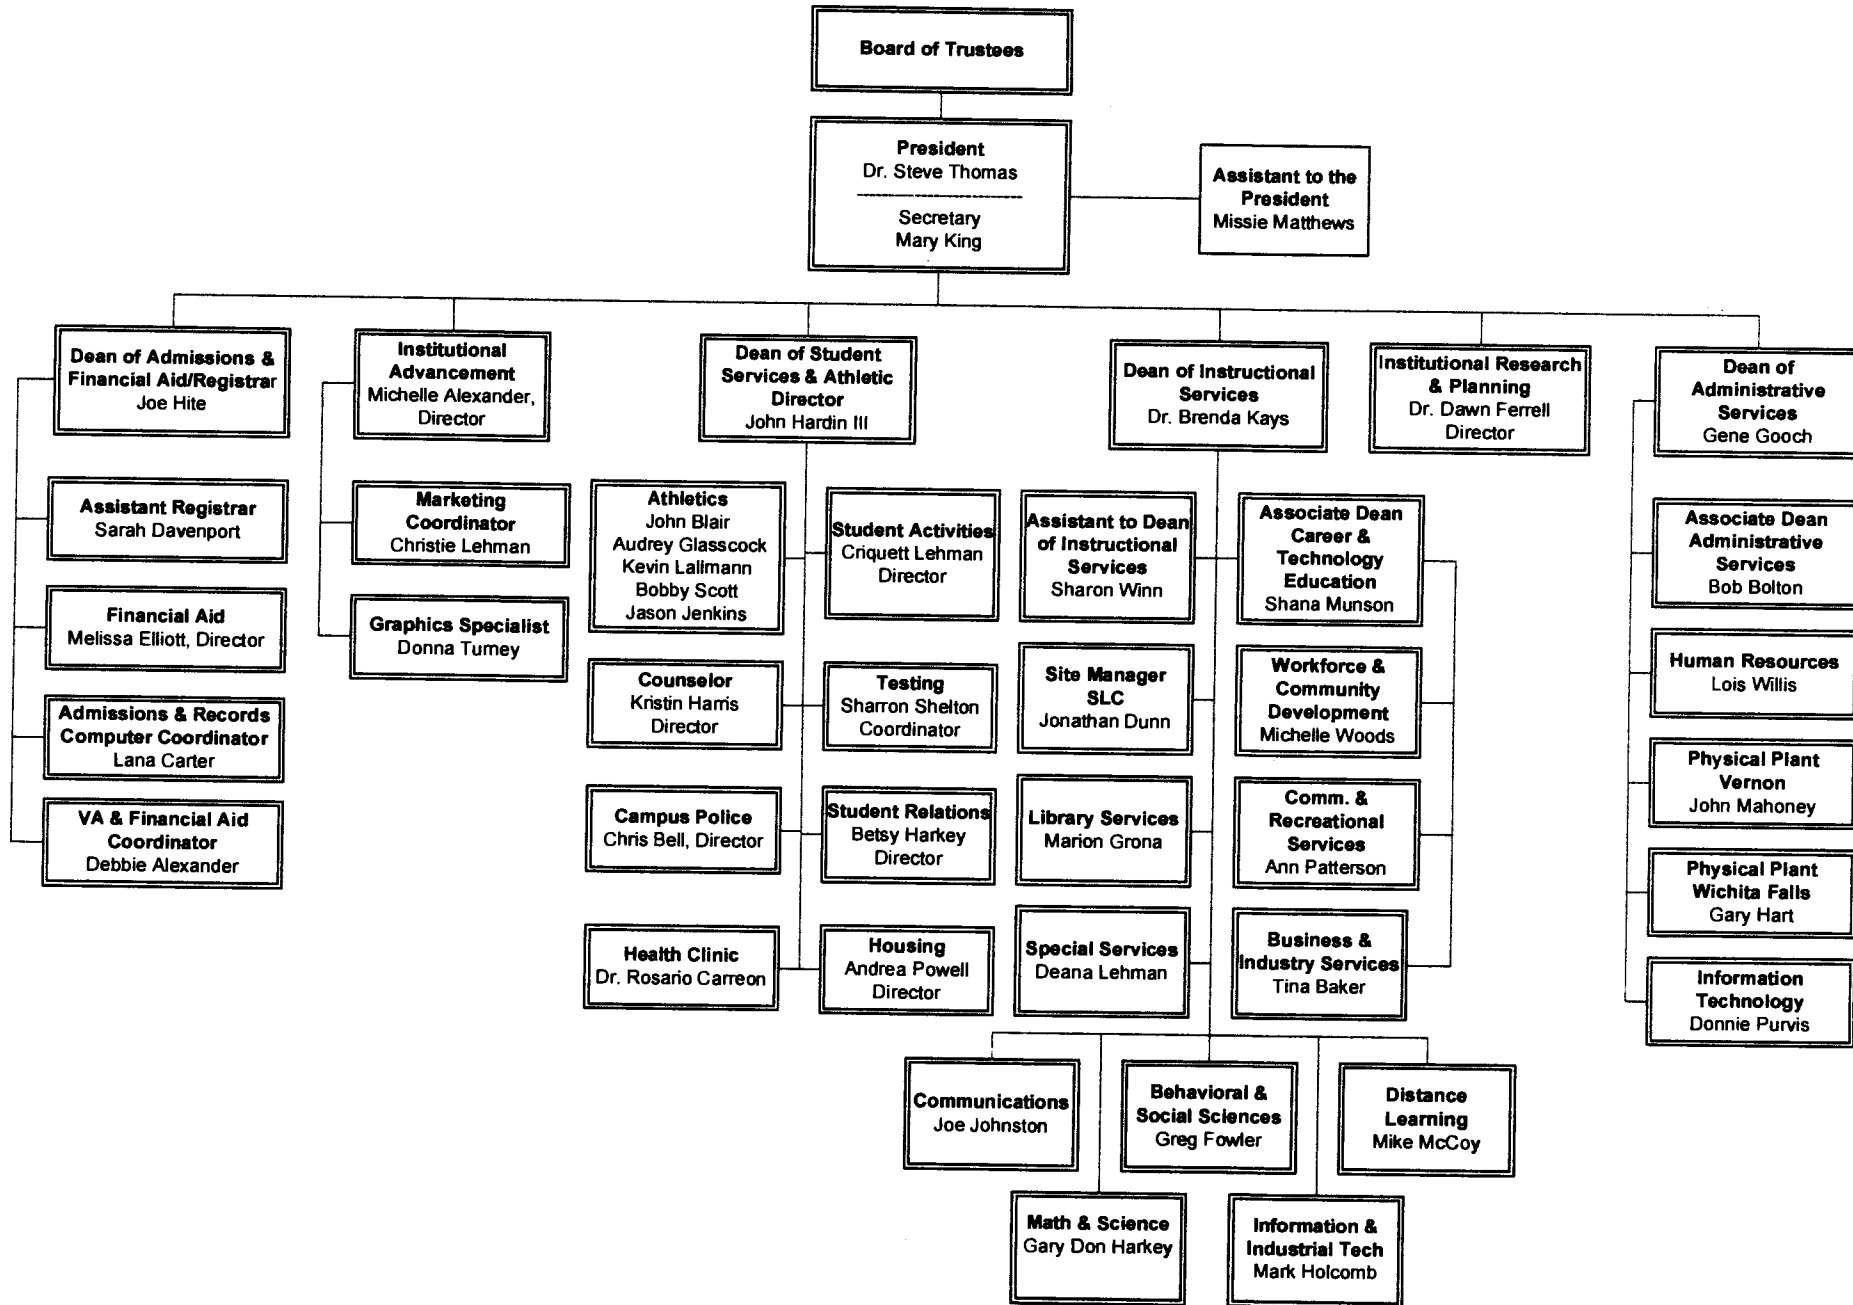 Board of Trustees
President
Dr. Steve Thomas
Secretary
Mary King
Assistant to the
President
Missie Matthews
Dean of Admissions &
Financial Aid/Registrar
Joe Hite
Institutional
Advancement
Michelle Alexander,
Director
Dean of Student
Services & Athletic
Director
John Hardin III
Dean of Instructional
Services
Dr. Brenda Kays
Institutional Research
& Planning
Dr. Dawn Ferrell
Director
Dean of
Administrative
Services
Gene Gooch
Assistant Registrar
Sarah Davenport
Financial Aid
Melissa Elliott, Director
Admissions & Records
Computer Coordinator
Lana Carter
VA & Financial Aid
Coordinator
Debbie Alexander
Marketing
Coordinator
Christie Lehman
Graphics Specialist
Donna Turney
Athletics
John Blair
Audrey Glasscock
Kevin Lallmann
Bobby Scott
Jason Jenkins
Student Activities
Criquett Lehman
Director
Counselor
Kristin Harris
Director
Testing
Sharron Shelton
Coordinator
Campus Police
Chris Bell, Director
Student Relations
Betsy Harkey
Director
Health Clinic
Dr. Rosario Carreon
Housing
Andrea Powell
Director
Assistant to Dean
of Instructional
Services
Sharon Winn
Associate Dean
Career &
Technology
Education
Shana Munson
Site Manager
SLC
Jonathan Dunn
Workforce &
Community
Development
Michelle Woods
Library Services
Marion Grona
Comm. &
Recreational
Services
Ann Patterson
Special Services
Deana Lehman
Business &
Industry Services
Tina Baker
Associate Dean
Administrative
Services
Bob Bolton
Human Resources
Lois Willis
Physical Plant
Vernon
John Mahoney
Physical Plant
Wichita Falls
Gary Hart
Information
Technology
Donnie Purvis
Communications
Joe Johnston
Behavioral &
Social Sciences
Greg Fowler
Distance
Learning
Mike McCoy
Math & Science
Gary Don Harkey
Information &
Industrial Tech
Mark Holcomb